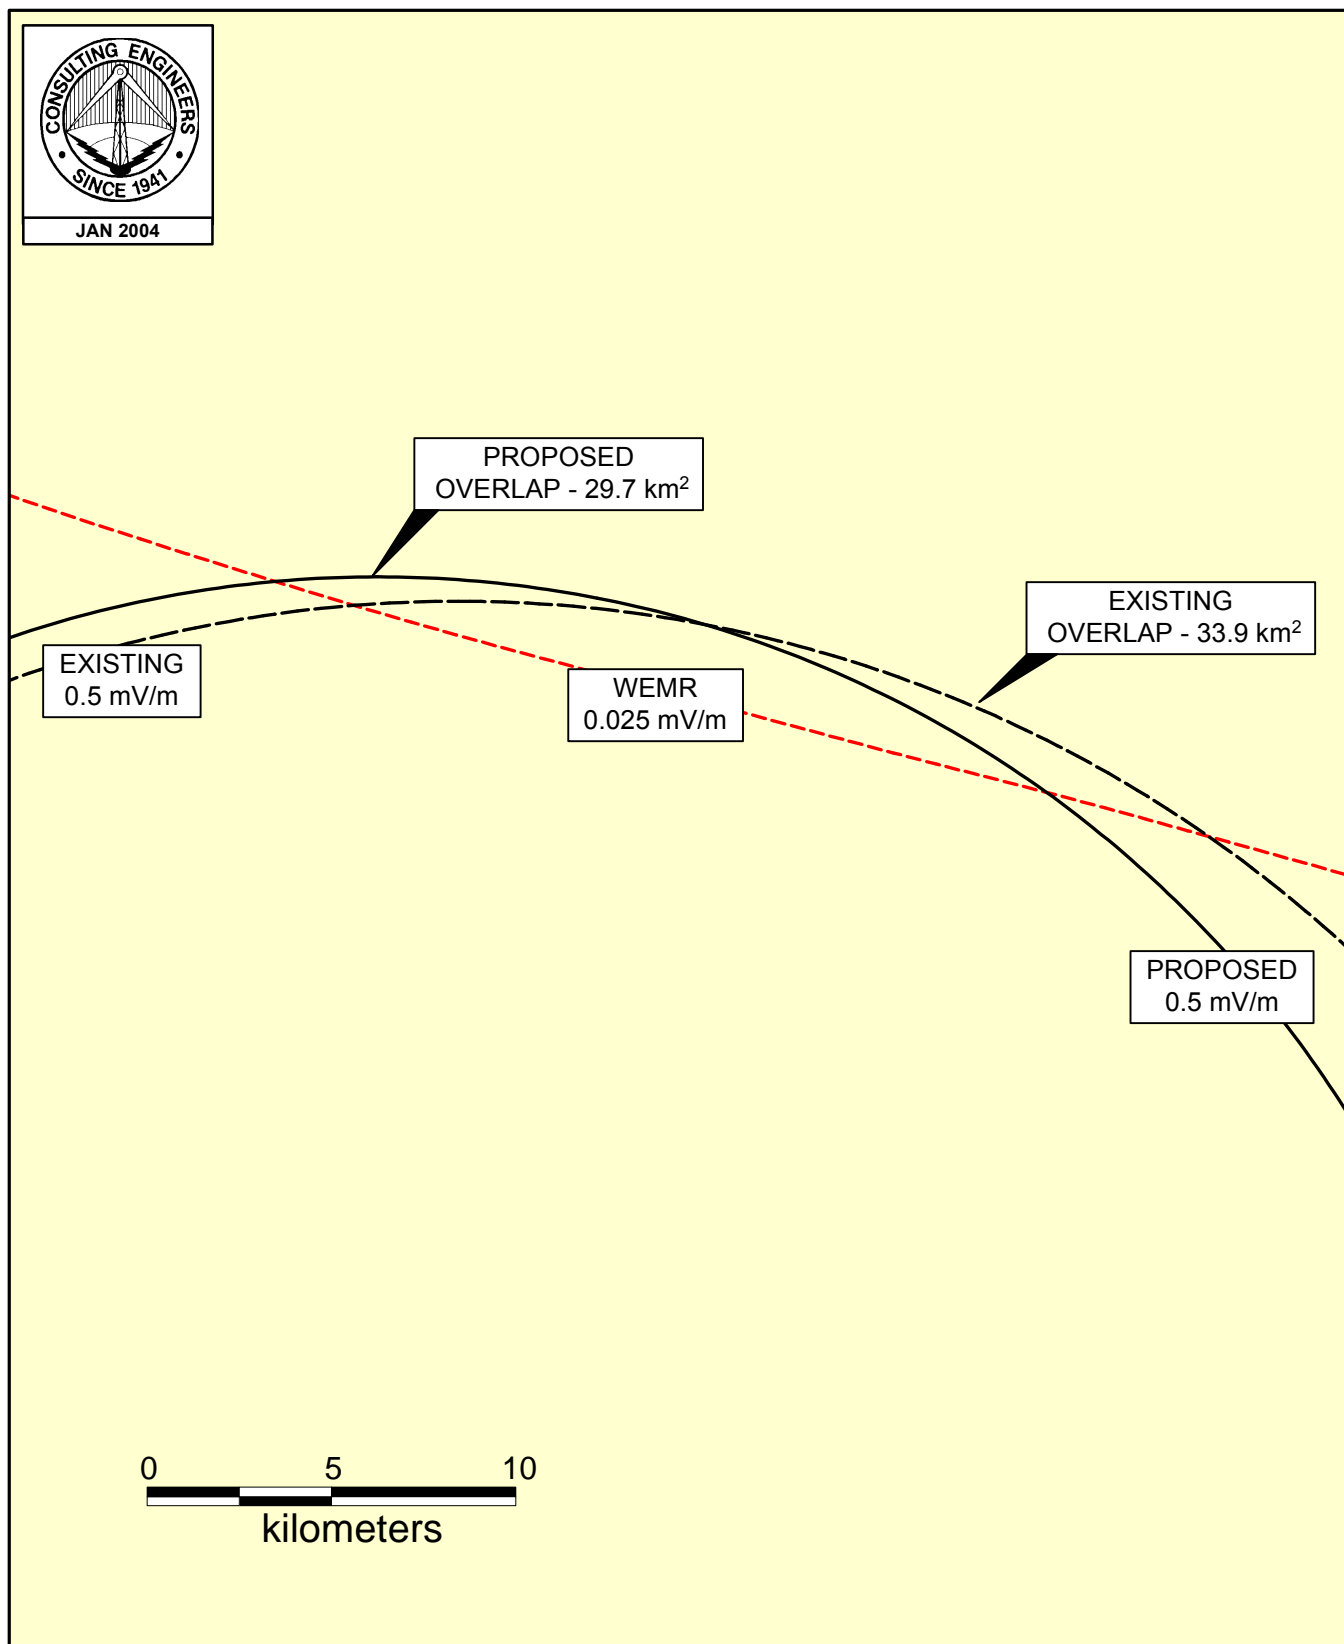 CONSULTING ENGINEERS
SINCE 1941
JAN 2004
PROPOSED
OVERLAP - 29.7 km²
EXISTING
OVERLAP - 33.9 km²
EXISTING
0.5 mV/m
WEMR
0.025 mV/m
PROPOSED
0.5 mV/m
0 5 10
kilometers